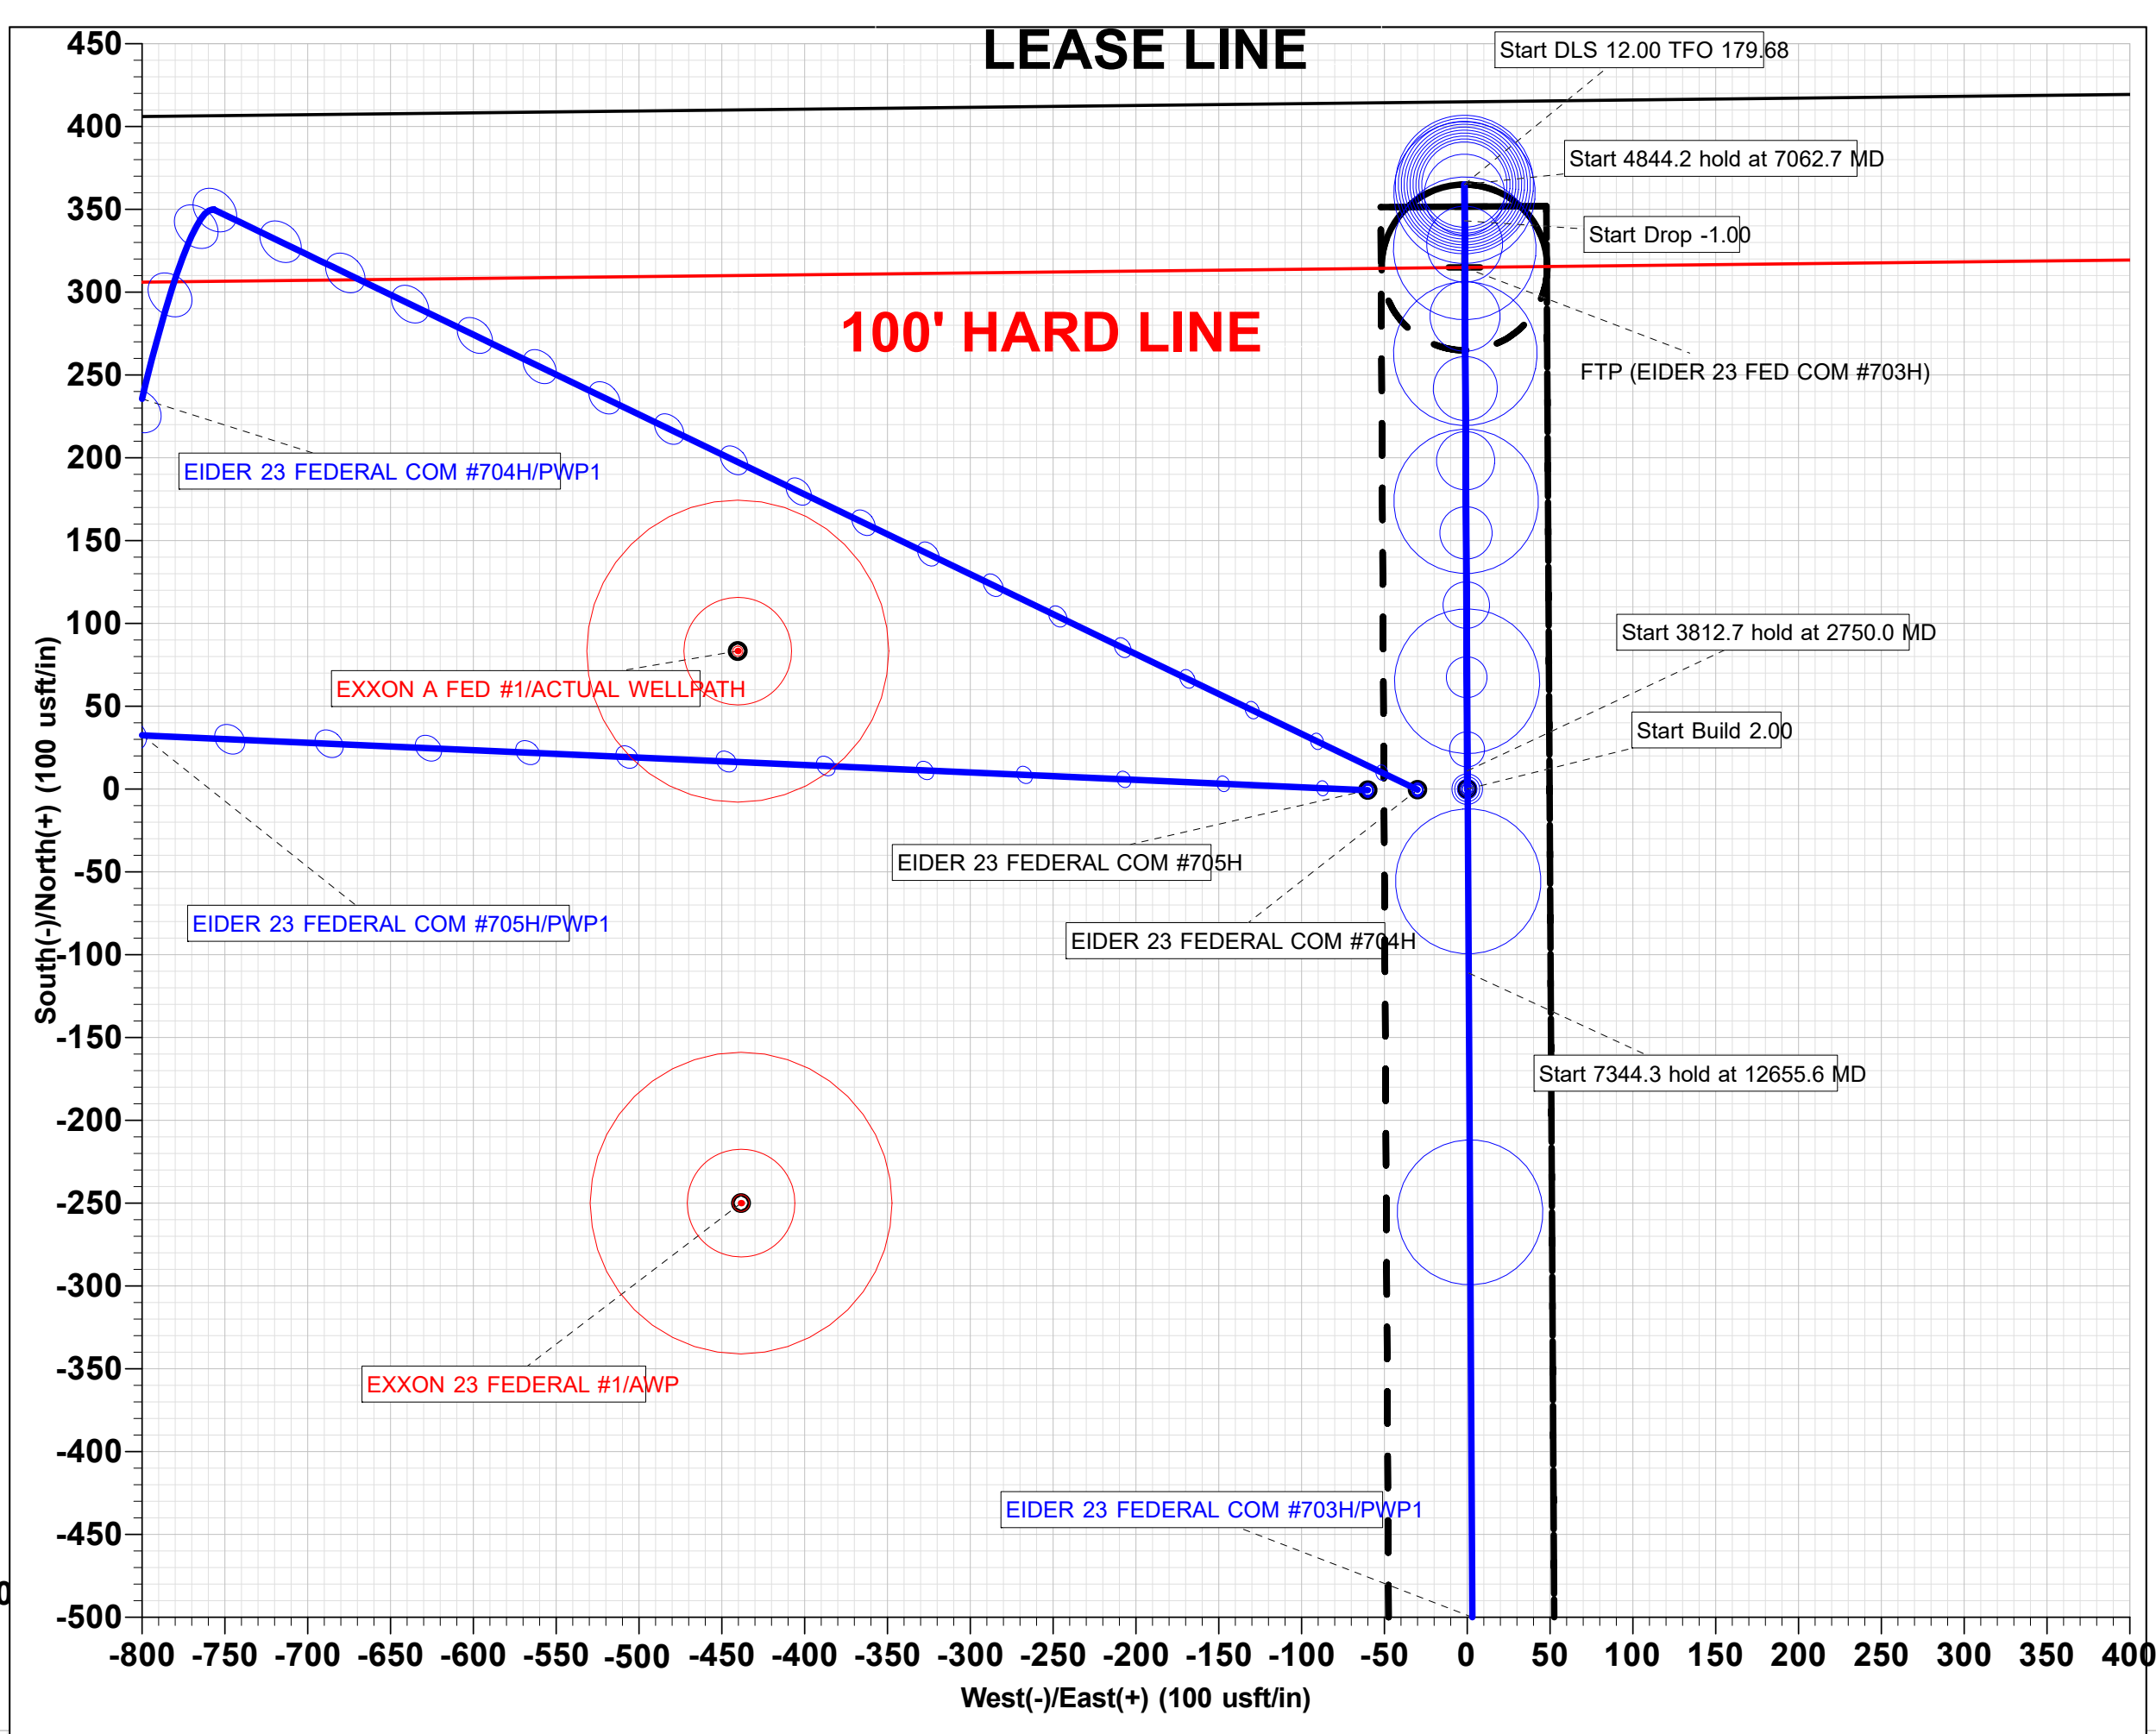 LEASE LINE
450
400
350
300
250
200
150
100
50
0
-50
-100
-150
-200
-250
-300
-350
-400
-450
-500
South(-)/North(+) (100 usft/in)
Start DLS 12.00 TFO 179.68
Start 4844.2 hold at 7062.7 MD
Start Drop -1.00
100' HARD LINE
FTP (EIDER 23 FED COM #703H)
EIDER 23 FEDERAL COM #704H/PWP1
Start 3812.7 hold at 2750.0 MD
EXXON A FED #1/ACTUAL WELLPATH
Start Build 2.00
EIDER 23 FEDERAL COM #705H
EIDER 23 FEDERAL COM #705H/PWP1
EIDER 23 FEDERAL COM #704H
Start 7344.3 hold at 12655.6 MD
EXXON 23 FEDERAL #1/AWP
EIDER 23 FEDERAL COM #703H/PWP1
0
-800 -750 -700 -650 -600 -550 -500 -450 -400 -350 -300 -250 -200 -150 -100 -50 0 50 100 150 200 250 300 350 400
West(-)/East(+) (100 usft/in)